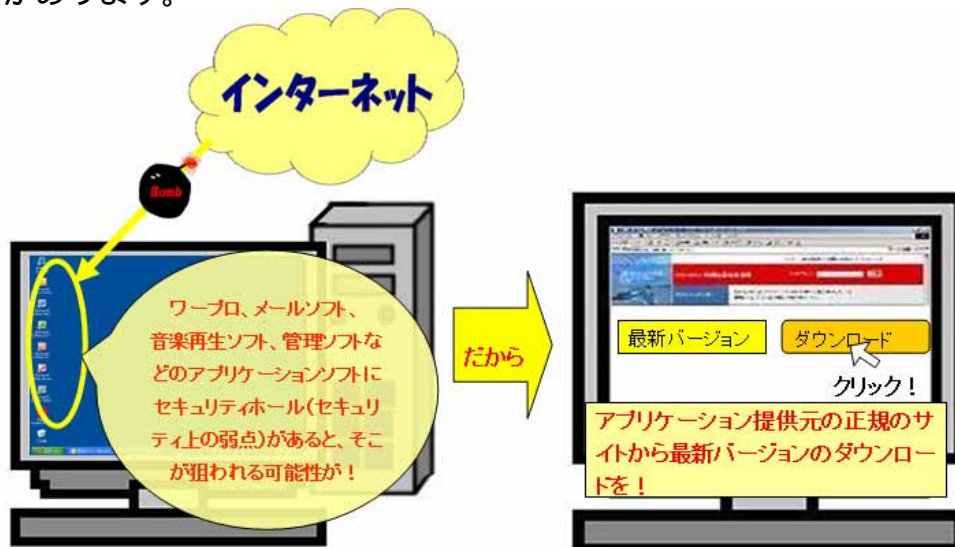 があります。
インターネット
Bomb
ワープロ、メールソフト、
音楽再生ソフト、管理ソフトな
どのアプリケーションソフトに
セキュリティホール(セキュリ
ティ上の弱点)があると、そこ
が狙われる可能性が！
だから
最新バージョン
ダウンロード
クリック！
アプリケーション提供元の正規のサ
イトから最新バージョンのダウンロー
ドを！